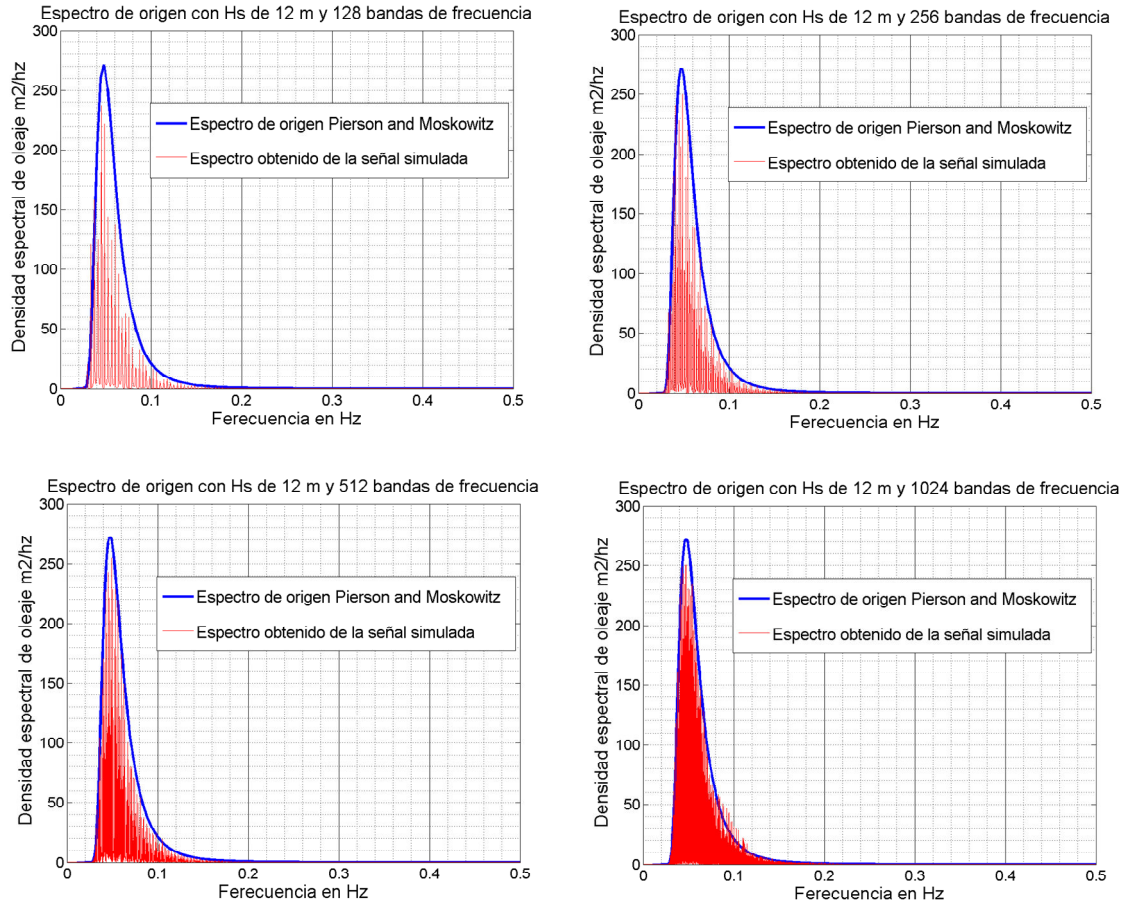 Espectro de origen con Hs de 12 m y 128 bandas de frecuencia
300
250
200
150
100
50
0
Densidad espectral de oleaje m2/hz
Espectro de origen Pierson and Moskowitz
Espectro obtenido de la señal simulada
0 0.1 0.2 0.3 0.4 0.5
Ferecuencia en Hz
Espectro de origen con Hs de 12 m y 256 bandas de frecuencia
300
250
200
150
100
50
0
Densidad espectral de oleaje m2/hz
Espectro de origen Pierson and Moskowitz
Espectro obtenido de la señal simulada
0 0.1 0.2 0.3 0.4 0.5
Ferecuencia en Hz
Espectro de origen con Hs de 12 m y 512 bandas de frecuencia
300
250
200
150
100
50
0
Densidad espectral de oleaje m2/hz
Espectro de origen Pierson and Moskowitz
Espectro obtenido de la señal simulada
0 0.1 0.2 0.3 0.4 0.5
Ferecuencia en Hz
Espectro de origen con Hs de 12 m y 1024 bandas de frecuencia
300
250
200
150
100
50
0
Densidad espectral de oleaje m2/hz
Espectro de origen Pierson and Moskowitz
Espectro obtenido de la señal simulada
0 0.1 0.2 0.3 0.4 0.5
Ferecuencia en Hz